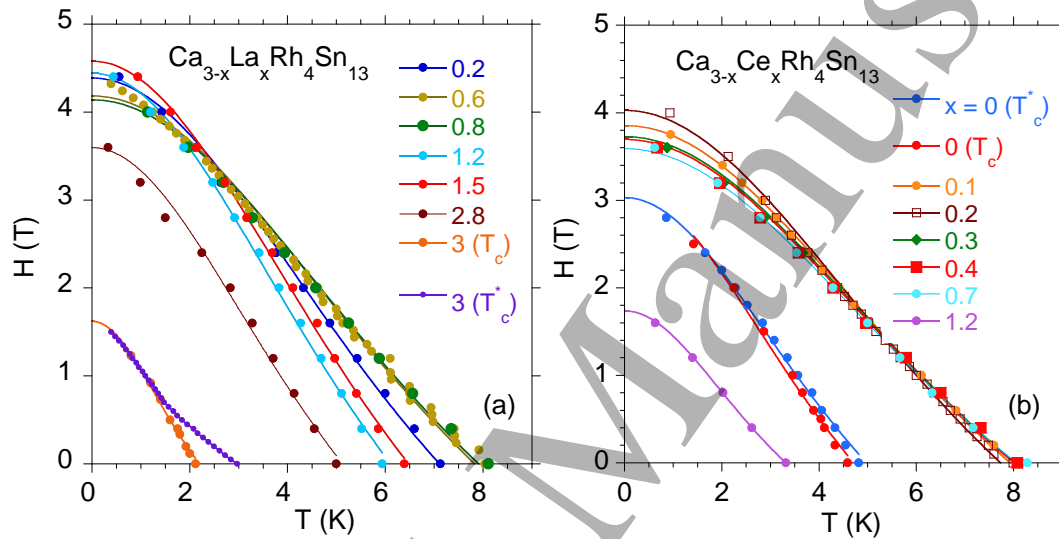 Ca3-xLaxRh4Sn13
0.2
0.6
0.8
1.2
1.5
2.8
3 (Tc)
3 (T*c)
(a)
H (T)
5
4
3
2
1
0
0 2 4 6 8
T (K)
Ca3-xCexRh4Sn13
x = 0 (T*c)
0 (Tc)
0.1
0.2
0.3
0.4
0.7
1.2
(b)
H (T)
5
4
3
2
1
0
0 2 4 6 8
T (K)
Manus